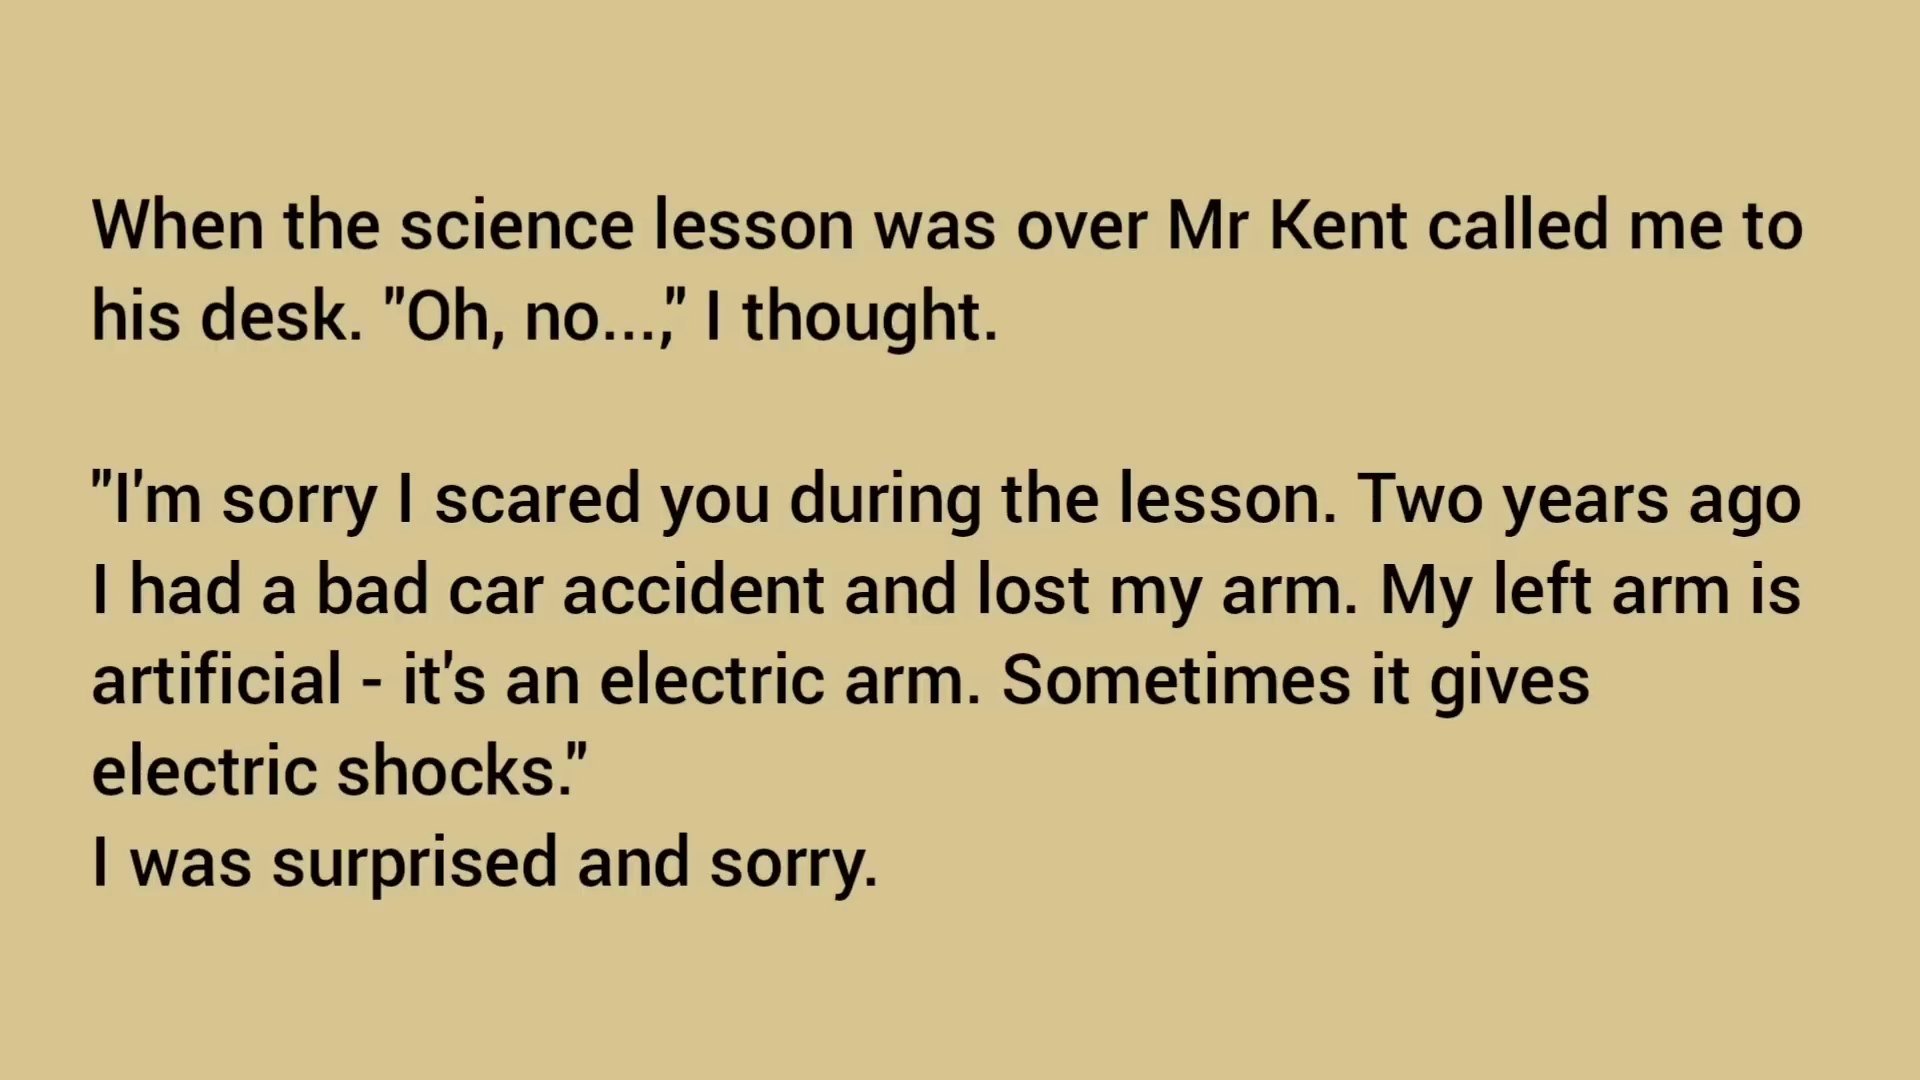 When the science lesson was over Mr Kent called me to
his desk. "Oh, no...," I thought.
"I'm sorry I scared you during the lesson. Two years ago
I had a bad car accident and lost my arm. My left arm is
artificial - it's an electric arm. Sometimes it gives
electric shocks."
I was surprised and sorry.